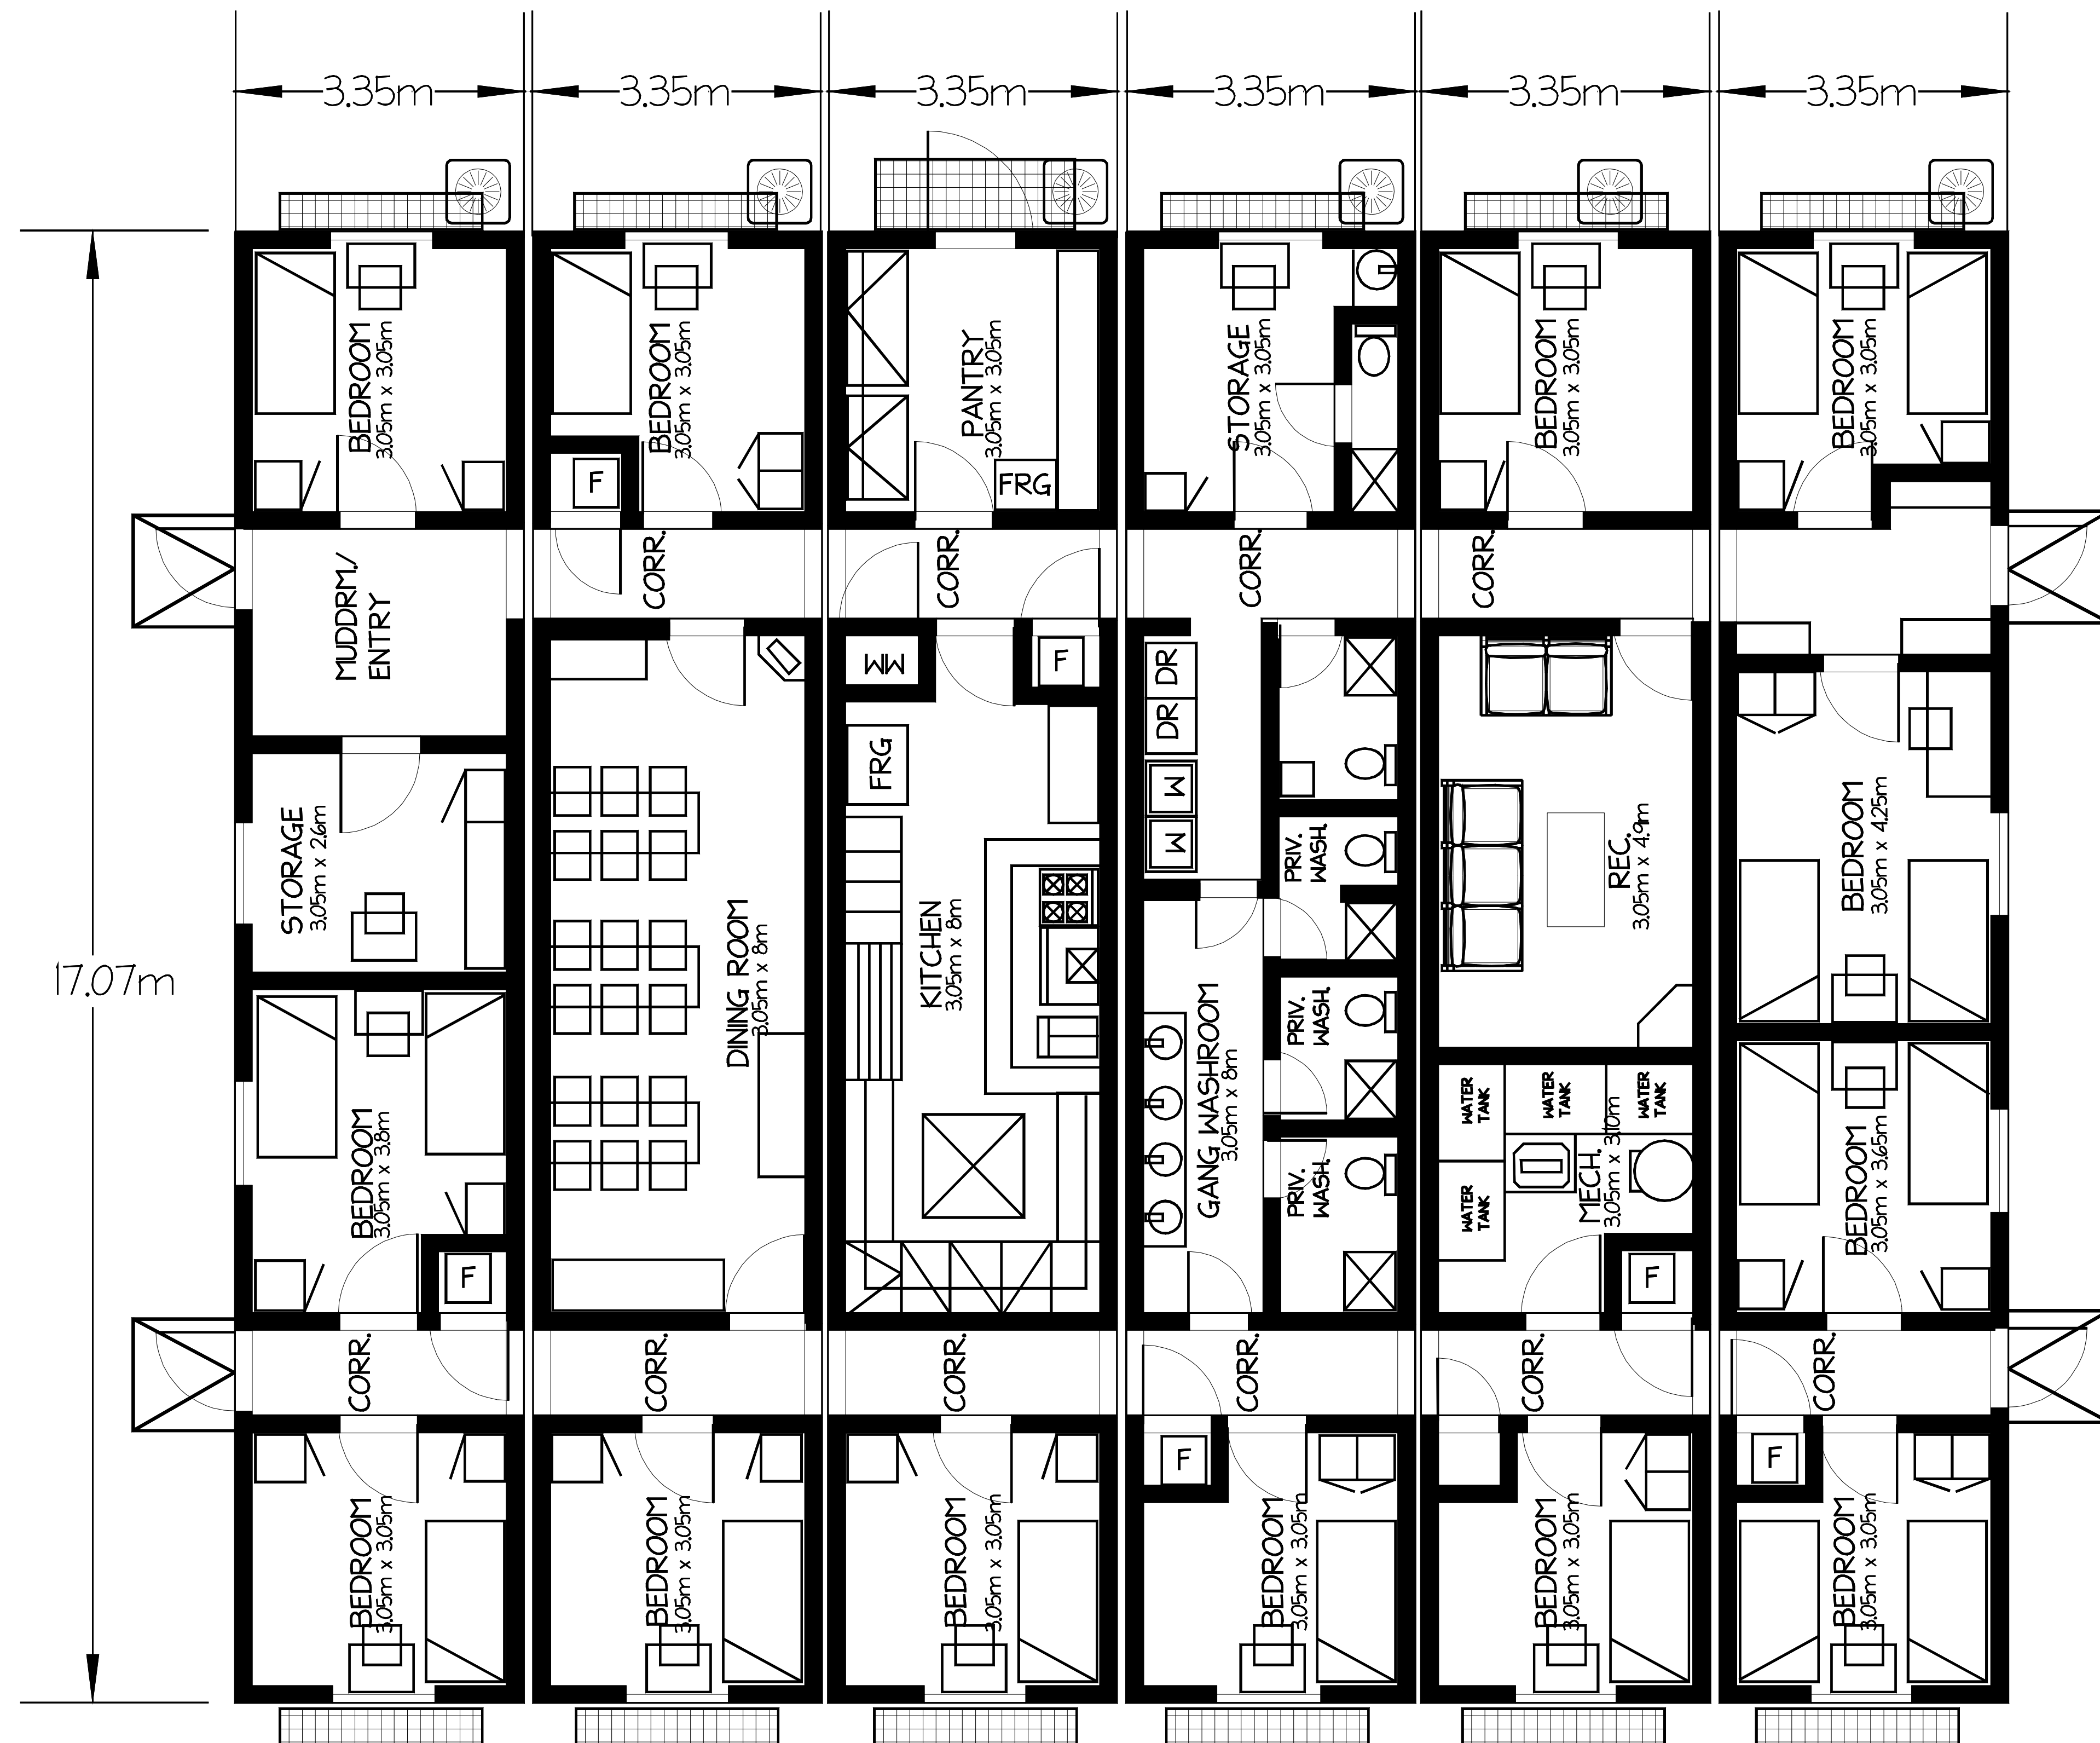 3.35m
3.35m
3.35m
3.35m
3.35m
3.35m
17.07m
BEDROOM
3.05m x 3.05m
BEDROOM
3.05m x 3.05m
F
PANTRY
3.05m x 3.05m
FRG
STORAGE
3.05m x 3.05m
BEDROOM
3.05m x 3.05m
BEDROOM
3.05m x 3.05m
MUDDRM./
ENTRY
CORR.
CORR.
CORR.
CORR.
STORAGE
3.05m x 2.6m
BEDROOM
3.05m x 3.8m
F
DINING ROOM
3.05m x 8m
WW
F
FRG
KITCHEN
3.05m x 8m
DR
DR
W
W
GANG WASHROOM
3.05m x 8m
PRIV.
WASH.
PRIV.
WASH.
PRIV.
WASH.
REC.
3.05m x 4.9m
WATER
TANK
WATER
TANK
WATER
TANK
WATER
TANK
MECH.
3.05m x 3.10m
F
BEDROOM
3.05m x 4.25m
BEDROOM
3.05m x 3.65m
CORR.
CORR.
CORR.
CORR.
CORR.
CORR.
BEDROOM
3.05m x 3.05m
BEDROOM
3.05m x 3.05m
BEDROOM
3.05m x 3.05m
F
BEDROOM
3.05m x 3.05m
BEDROOM
3.05m x 3.05m
F
BEDROOM
3.05m x 3.05m